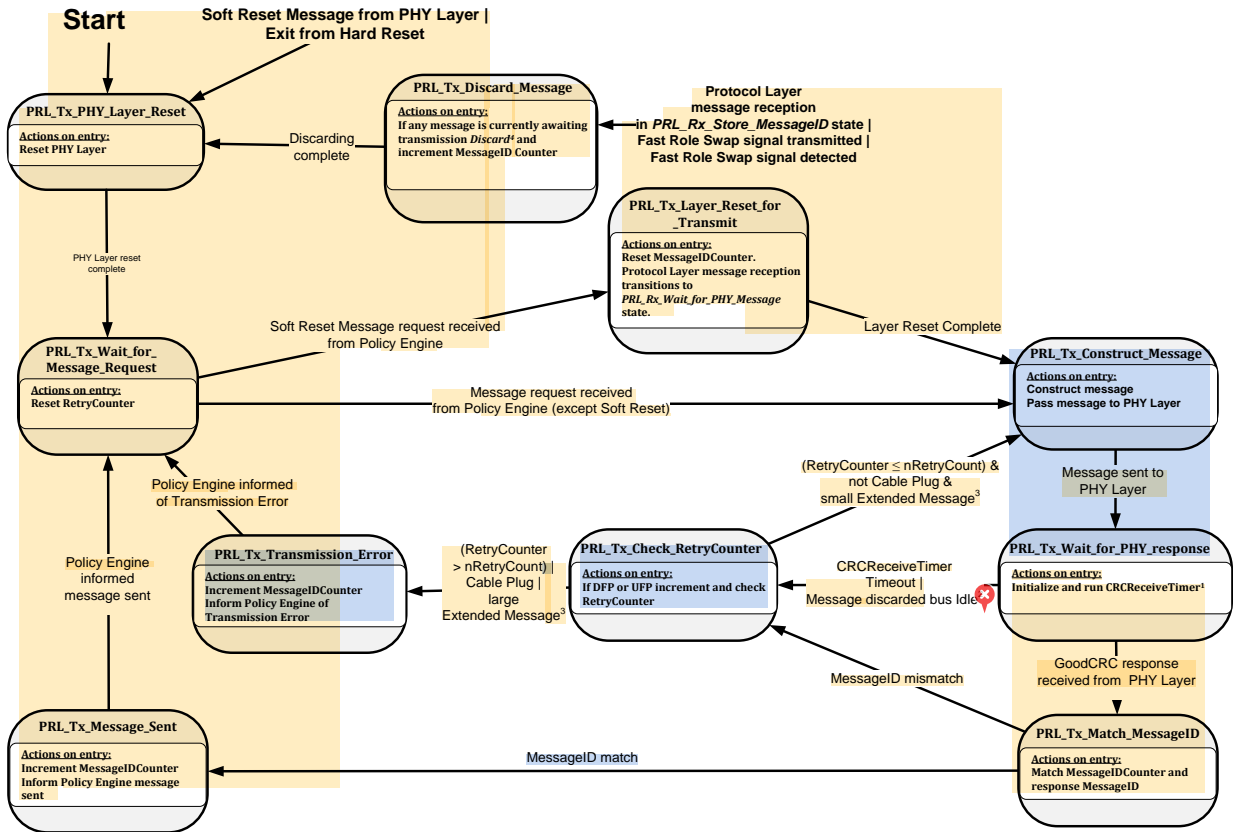 Start
Soft Reset Message from PHY Layer |
Exit from Hard Reset
PRL_Tx_PHY_Layer_Reset
Actions on entry:
Reset PHY Layer
Discarding
complete
PRL_Tx_Discard_Message
Actions on entry:
If any message is currently awaiting
transmission Discard⁴ and
increment MessageID Counter
Protocol Layer
message reception
in PRL_Rx_Store_MessageID state |
Fast Role Swap signal transmitted |
Fast Role Swap signal detected
PHY Layer reset
complete
PRL_Tx_Layer_Reset_for
_Transmit
Actions on entry:
Reset MessageIDCounter.
Protocol Layer message reception
transitions to
PRL_Rx_Wait_for_PHY_Message
state.
Soft Reset Message request received
from Policy Engine
Layer Reset Complete
PRL_Tx_Wait_for_
Message_Request
Actions on entry:
Reset RetryCounter
Message request received
from Policy Engine (except Soft Reset)
PRL_Tx_Construct_Message
Actions on entry:
Construct message
Pass message to PHY Layer
Policy Engine informed
of Transmission Error
(RetryCounter ≤ nRetryCount) &
not Cable Plug &
small Extended Message³
Message sent to
PHY Layer
Policy Engine
informed
message sent
PRL_Tx_Transmission_Error
Actions on entry:
Increment MessageIDCounter
Inform Policy Engine of
Transmission Error
(RetryCounter
> nRetryCount) |
Cable Plug |
large
Extended Message³
PRL_Tx_Check_RetryCounter
Actions on entry:
If DFP or UFP increment and check
RetryCounter
CRCReceiveTimer
Timeout |
Message discarded bus Idle
PRL_Tx_Wait_for_PHY_response
Actions on entry:
Initialize and run CRCReceiveTimer¹
GoodCRC response
received from PHY Layer
MessageID mismatch
PRL_Tx_Message_Sent
Actions on entry:
Increment MessageIDCounter
Inform Policy Engine message
sent
MessageID match
PRL_Tx_Match_MessageID
Actions on entry:
Match MessageIDCounter and
response MessageID